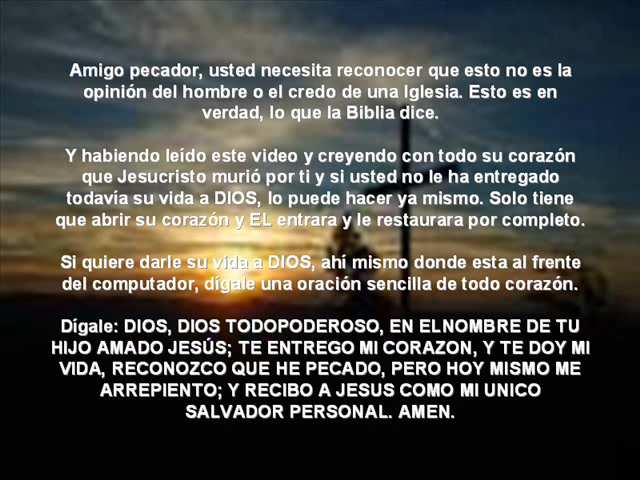 Amigo pecador, usted necesita reconocer que esto no es la
opinión del hombre o el credo de una Iglesia. Esto es en
verdad, lo que la Biblia dice.
Y habiendo leído este video y creyendo con todo su corazón
que Jesucristo murió por ti y si usted no le ha entregado
todavía su vida a DIOS, lo puede hacer ya mismo. Solo tiene
que abrir su corazón y EL entrara y le restaurara por completo.
Si quiere darle su vida a DIOS, ahí mismo donde esta al frente
del computador, dígale una oración sencilla de todo corazón.
Dígale: DIOS, DIOS TODOPODEROSO, EN ELNOMBRE DE TU
HIJO AMADO JESÚS; TE ENTREGO MI CORAZON, Y TE DOY MI
VIDA, RECONOZCO QUE HE PECADO, PERO HOY MISMO ME
ARREPIENTO; Y RECIBO A JESUS COMO MI UNICO
SALVADOR PERSONAL. AMEN.